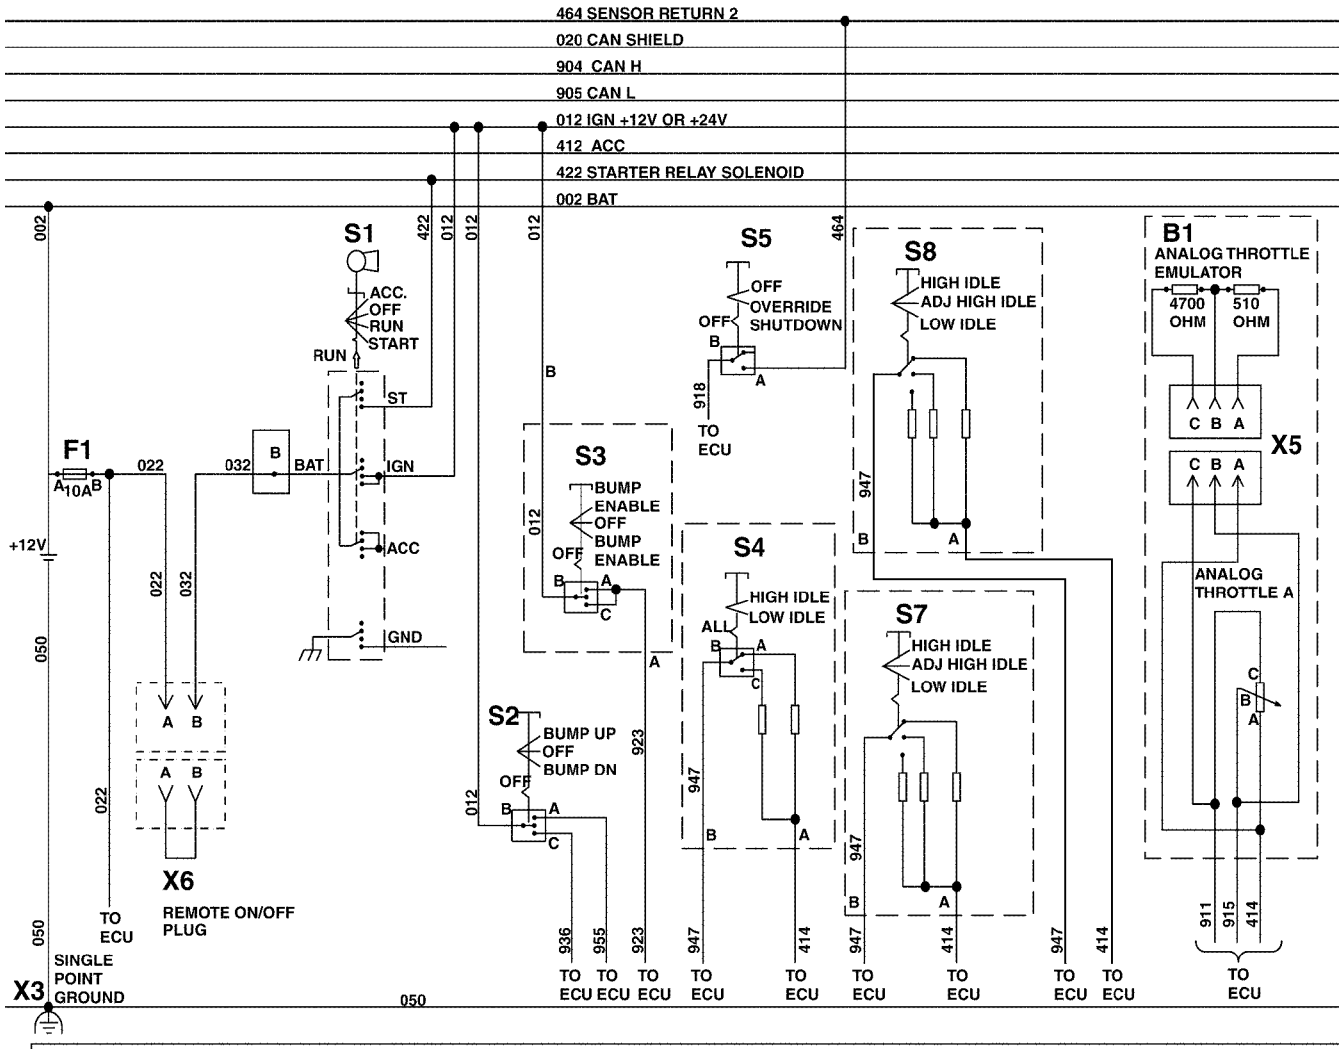 464 SENSOR RETURN 2
020 CAN SHIELD
904 CAN H
905 CAN L
012 IGN +12V OR +24V
412 ACC
422 STARTER RELAY SOLENOID
002 BAT
002
422
012
012
012
464
S1
ACC.
OFF
RUN
START
RUN
ST
IGN
ACC
GND
F1
A
10A
B
022
032
B
BAT
+12V
022
032
050
A B
A B
X6
REMOTE ON/OFF
PLUG
022
TO
ECU
050
SINGLE
POINT
GROUND
X3
050
B
S3
BUMP
ENABLE
OFF
BUMP
ENABLE
OFF
012
B
A
C
A
923
S2
BUMP UP
OFF
BUMP DN
OFF
012
B
A
C
936
955
923
TO
ECU
TO
ECU
TO
ECU
S5
OFF
OVERRIDE
SHUTDOWN
OFF
B
A
918
TO
ECU
S4
HIGH IDLE
LOW IDLE
ALL
B
A
C
947
B
A
947
414
TO
ECU
TO
ECU
S8
HIGH IDLE
ADJ HIGH IDLE
LOW IDLE
947
B
A
S7
HIGH IDLE
ADJ HIGH IDLE
LOW IDLE
947
B
A
947
414
947
414
TO
ECU
TO
ECU
TO
ECU
TO
ECU
B1
ANALOG THROTTLE
EMULATOR
4700
OHM
510
OHM
C B A
X5
C B A
ANALOG
THROTTLE A
C
B
A
911
915
414
TO
ECU